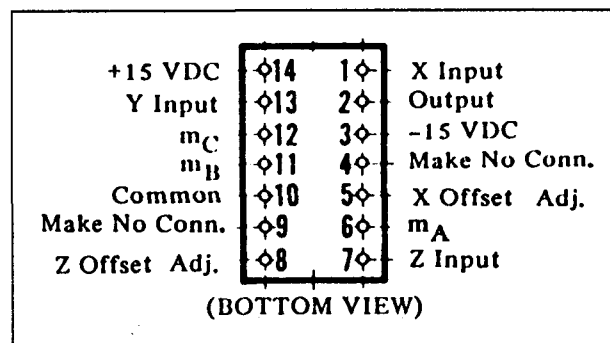 +15 VDC 14 1 X Input
Y Input 13 2 Output
mC 12 3 -15 VDC
mB 11 4 Make No Conn.
Common 10 5 X Offset Adj.
Make No Conn. 9 6 mA
Z Offset Adj. 8 7 Z Input
(BOTTOM VIEW)